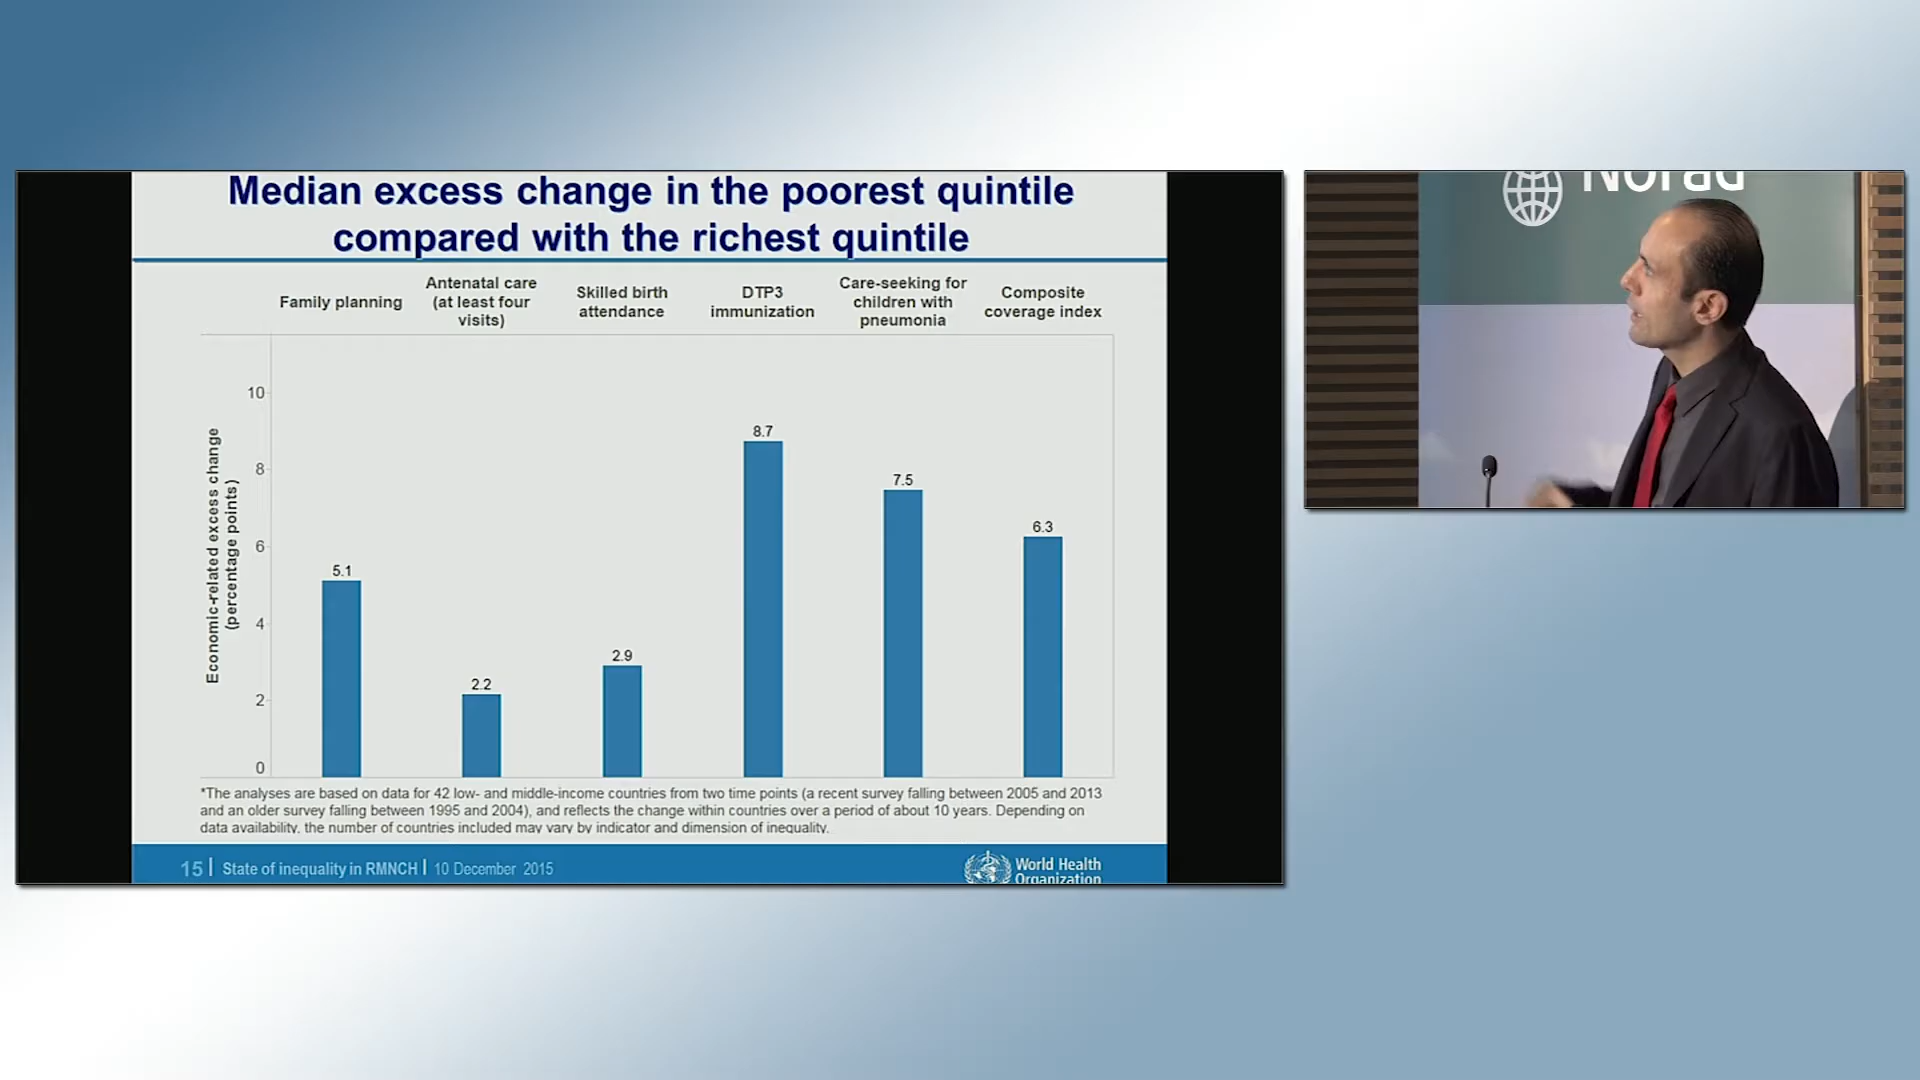 Median excess change in the poorest quintile
compared with the richest quintile
Family planning
Antenatal care
(at least four
visits)
Skilled birth
attendance
DTP3
immunization
Care-seeking for
children with
pneumonia
Composite
coverage index
Economic-related excess change
(percentage points)
10
8
6
4
2
0
5.1
2.2
2.9
8.7
7.5
6.3
*The analyses are based on data for 42 low- and middle-income countries from two time points (a recent survey falling between 2005 and 2013
and an older survey falling between 1995 and 2004), and reflects the change within countries over a period of about 10 years. Depending on
data availability, the number of countries included may vary by indicator and dimension of inequality.
15 | State of inequality in RMNCH | 10 December 2015
World Health
Organization
Norad